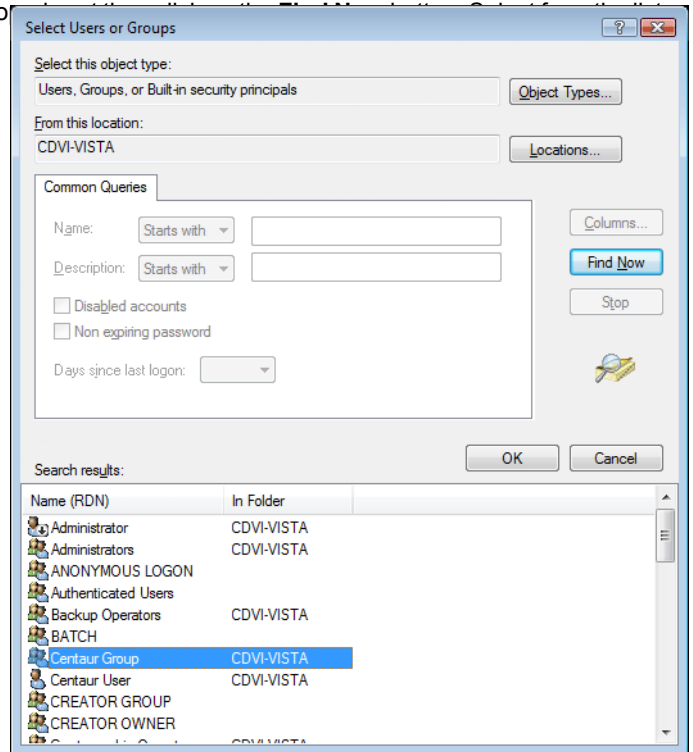 Select Users or Groups
Select this object type:
Users, Groups, or Built-in security principals
Object Types...
From this location:
CDVI-VISTA
Locations...
Common Queries
Name:
Starts with
Columns...
Description:
Starts with
Find Now
Disabled accounts
Stop
Non expiring password
Days since last logon:
OK
Cancel
Search results:
Name (RDN) In Folder
Administrator CDVI-VISTA
Administrators CDVI-VISTA
ANONYMOUS LOGON
Authenticated Users
Backup Operators CDVI-VISTA
BATCH
Centaur Group CDVI-VISTA
Centaur User CDVI-VISTA
CREATOR GROUP
CREATOR OWNER